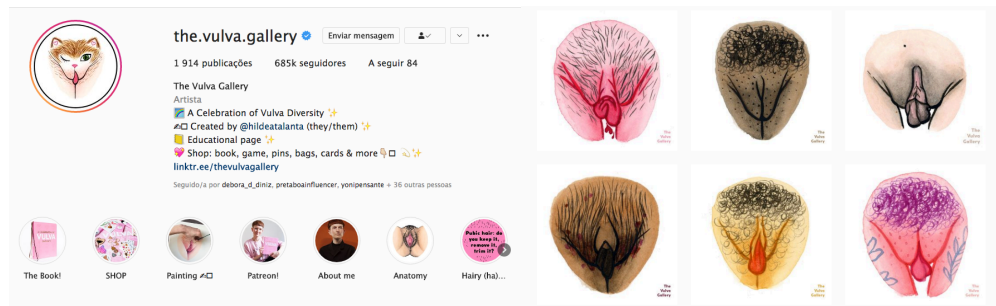 the.vulva.gallery
Enviar mensagem
1 914 publicações 685k seguidores A seguir 84
The Vulva Gallery
Artista
A Celebration of Vulva Diversity
Created by @hildeatalanta (they/them)
Educational page
Shop: book, game, pins, bags, cards & more
linktr.ee/thevulvagallery
Seguido/a por debora_d_diniz, pretaboainfluencer, yonipensante + 36 outras pessoas
VULVA
Pubic hair: do
you keep it,
remove it,
trim it?
The Book! SHOP Painting Patreon! About me Anatomy Hairy (ha)...
The
Vulva
Gallery
The
Vulva
Gallery
The
Vulva
Gallery
The
Vulva
Gallery
The
Vulva
Gallery
The
Vulva
Gallery